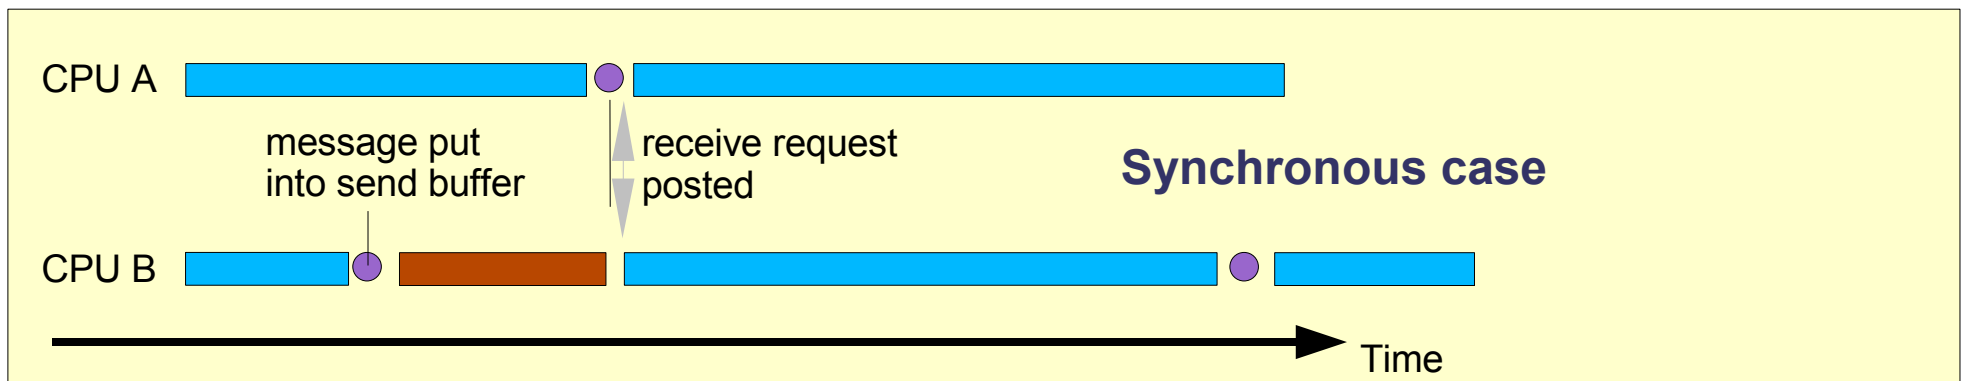 CPU A
message put
into send buffer
receive request
posted
Synchronous case
CPU B
Time